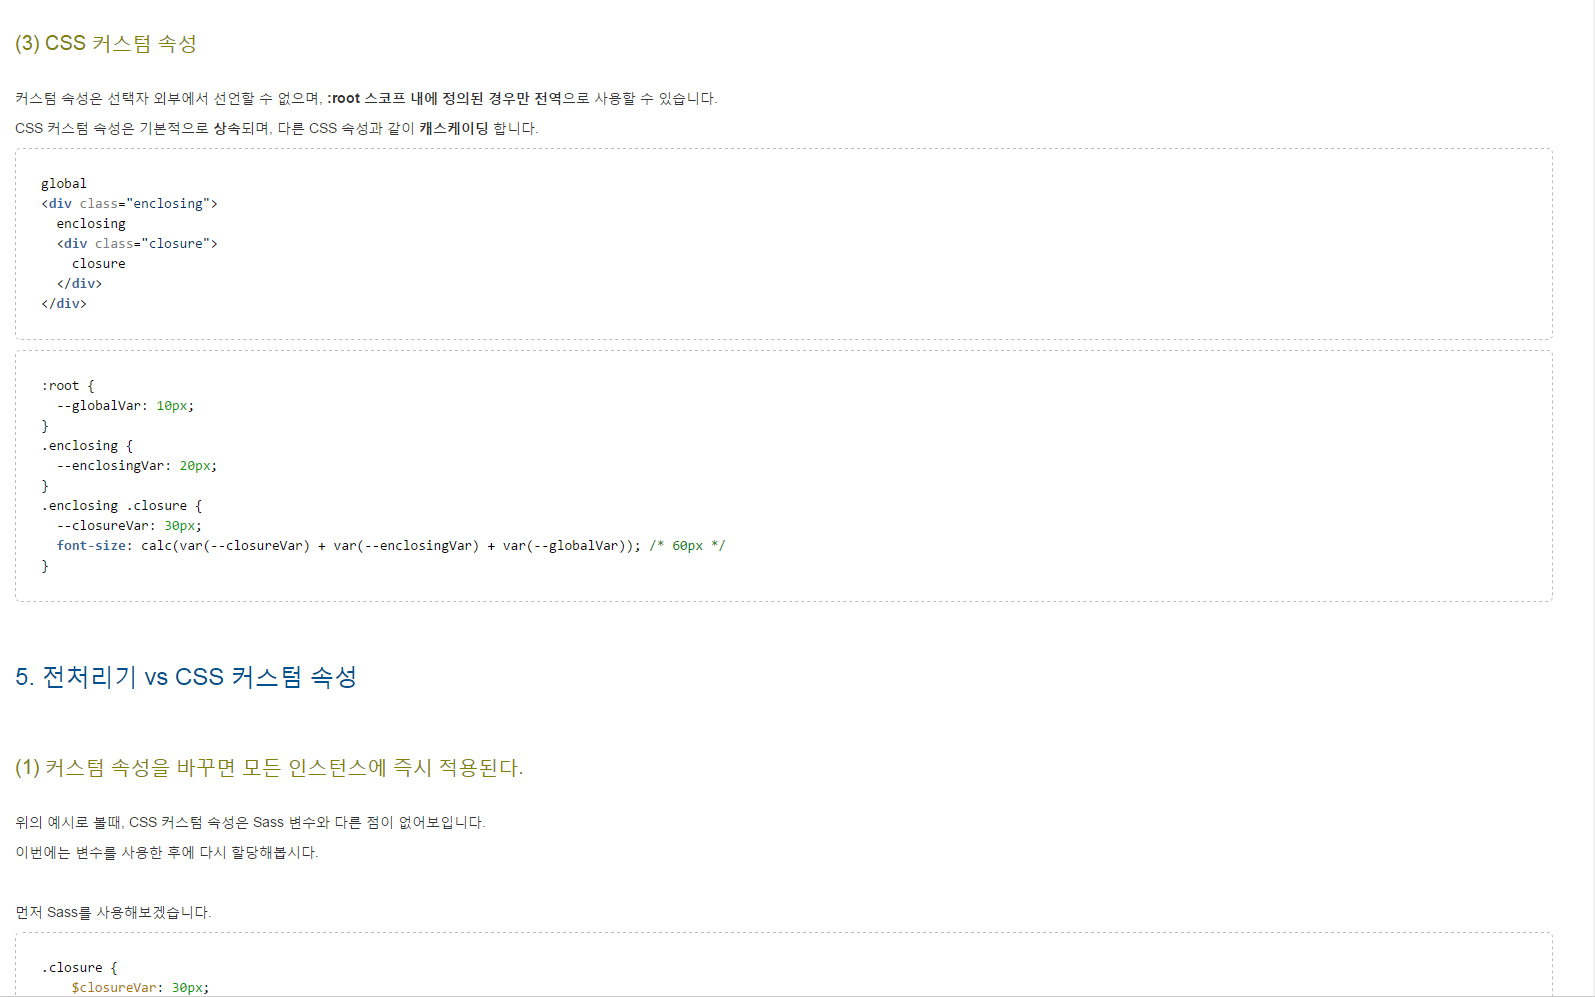 (3) CSS 커스텀 속성
커스텀 속성은 선택자 외부에서 선언할 수 없으며, :root 스코프 내에 정의된 경우만 전역으로 사용할 수 있습니다.
CSS 커스텀 속성은 기본적으로 상속되며, 다른 CSS 속성과 같이 캐스케이딩 합니다.
global
<div class="enclosing">
  enclosing
  <div class="closure">
    closure
  </div>
</div>
:root {
  --globalVar: 10px;
}
.enclosing {
  --enclosingVar: 20px;
}
.enclosing .closure {
  --closureVar: 30px;
  font-size: calc(var(--closureVar) + var(--enclosingVar) + var(--globalVar)); /* 60px */
}
5. 전처리기 vs CSS 커스텀 속성
(1) 커스텀 속성을 바꾸면 모든 인스턴스에 즉시 적용된다.
위의 예시로 볼때, CSS 커스텀 속성은 Sass 변수와 다른 점이 없어보입니다.
이번에는 변수를 사용한 후에 다시 할당해봅시다.
먼저 Sass를 사용해보겠습니다.
.closure {
    $closureVar: 30px;